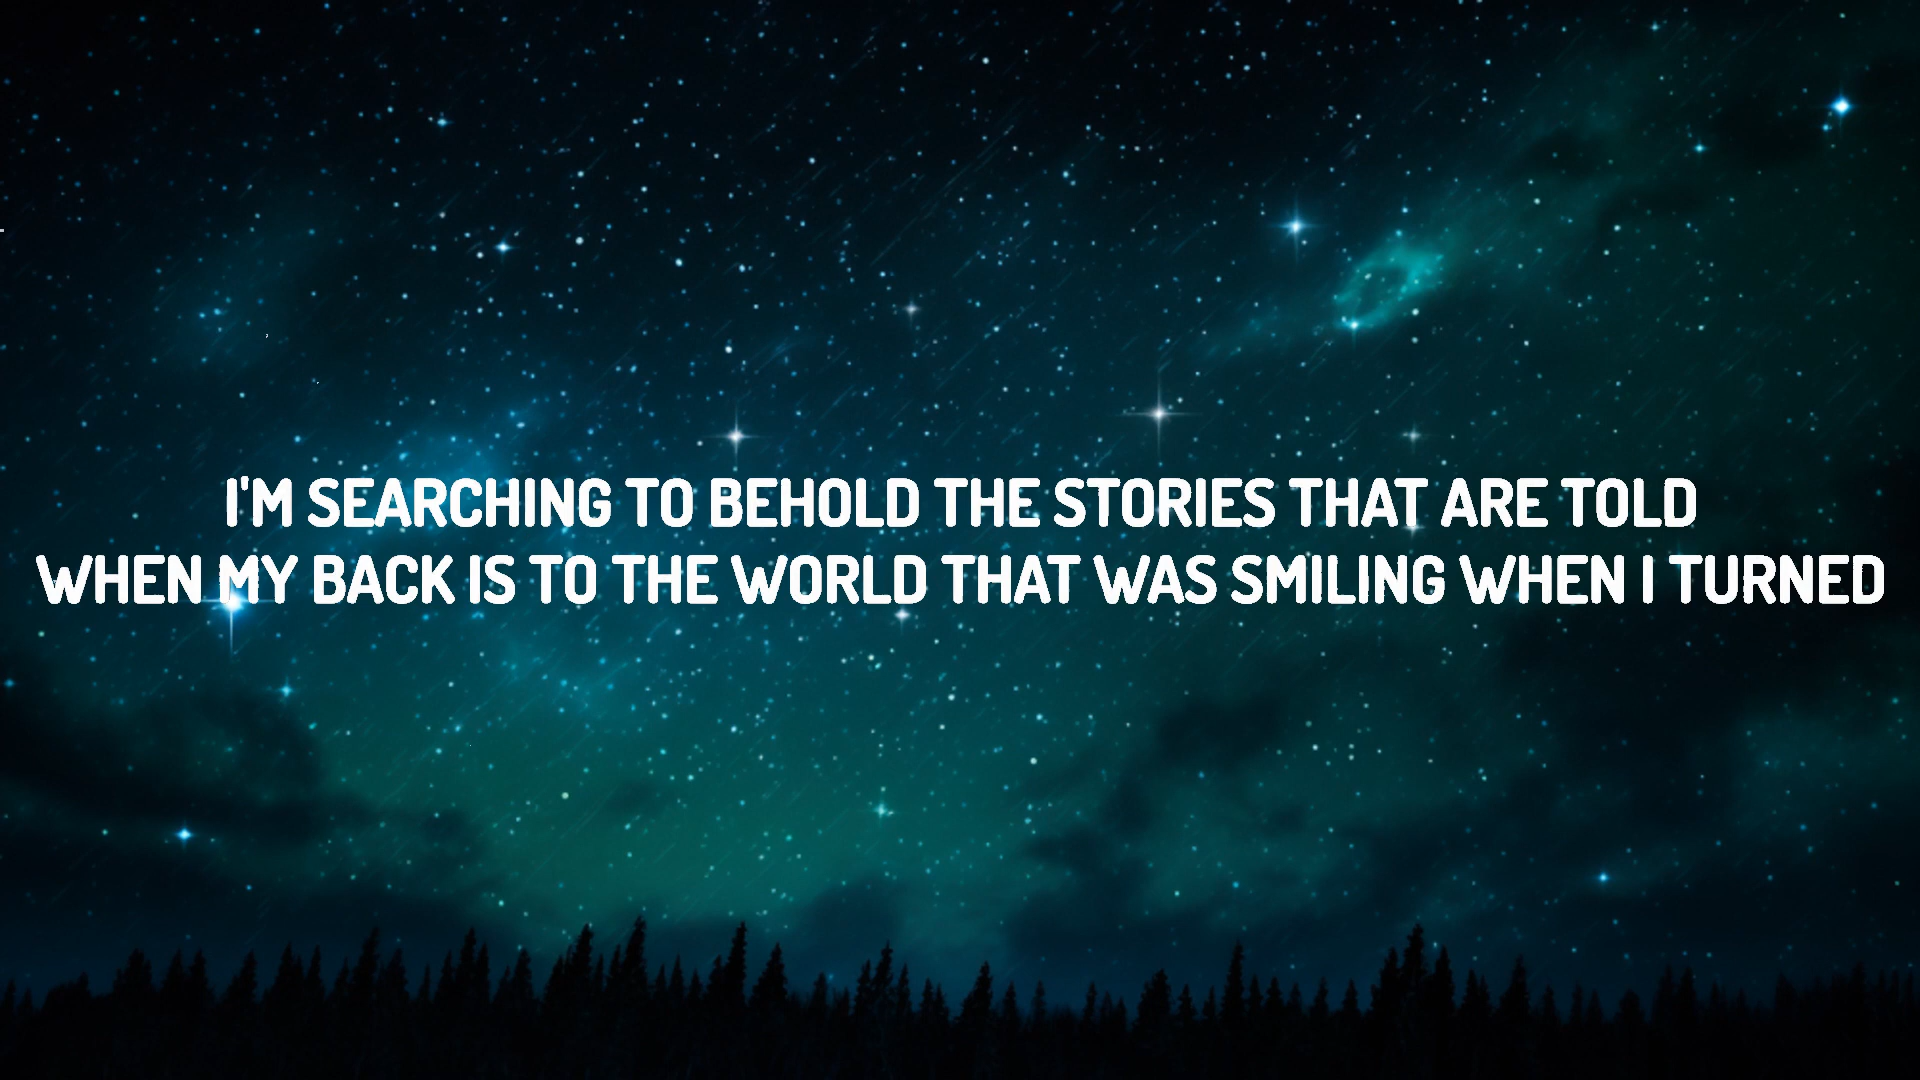 I'M SEARCHING TO BEHOLD THE STORIES THAT ARE TOLD
WHEN MY BACK IS TO THE WORLD THAT WAS SMILING WHEN I TURNED